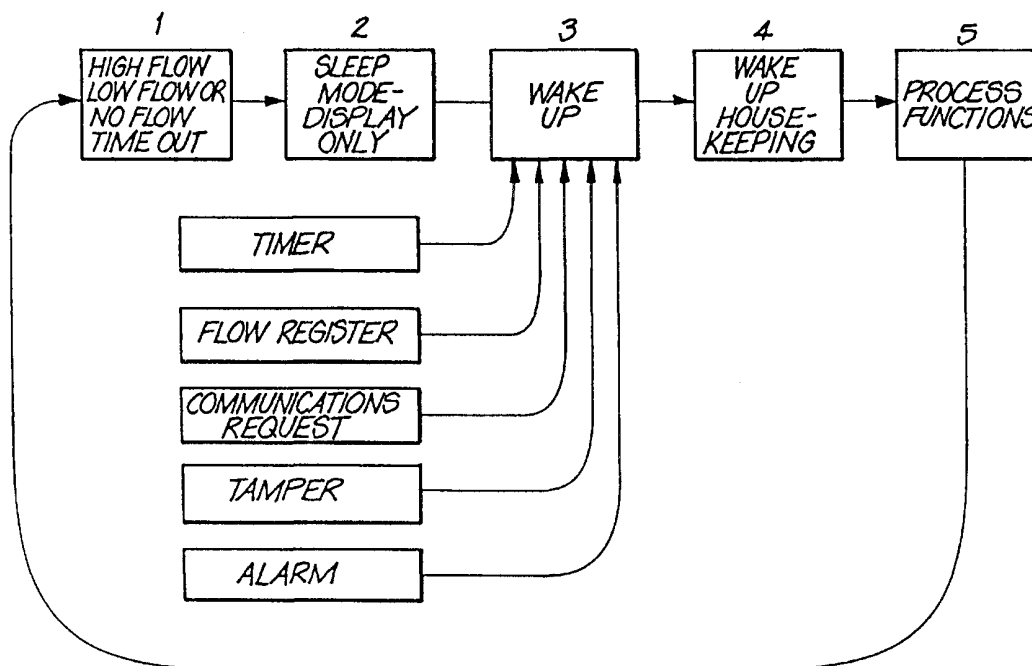 1
HIGH FLOW
LOW FLOW OR
NO FLOW
TIME OUT
2
SLEEP
MODE-
DISPLAY
ONLY
3
WAKE
UP
4
WAKE
UP
HOUSE-
KEEPING
5
PROCESS
FUNCTIONS
TIMER
FLOW REGISTER
COMMUNICATIONS
REQUEST
TAMPER
ALARM